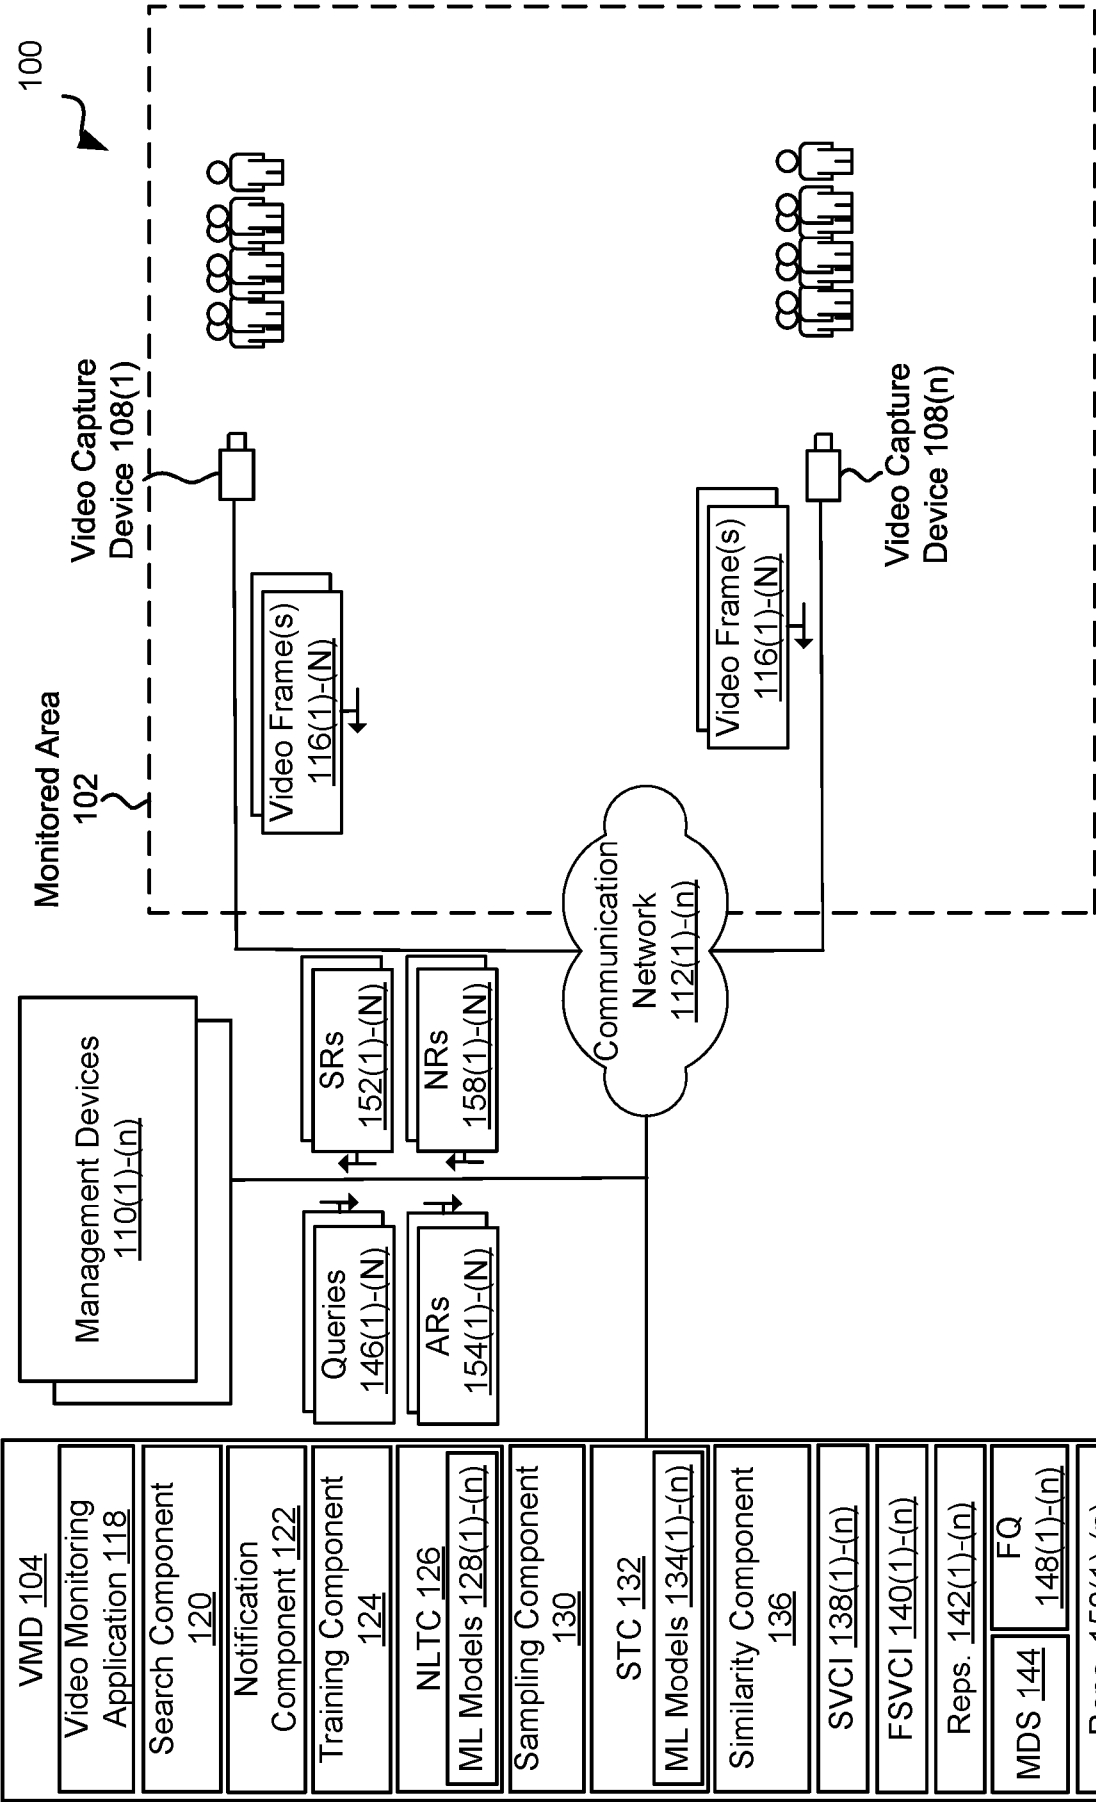 100
Monitored Area
102
Video Capture
Device 108(1)
Video Frame(s)
116(1)-(N)
Video Frame(s)
116(1)-(N)
Video Capture
Device 108(n)
Management Devices
110(1)-(n)
SRs
152(1)-(N)
NRs
158(1)-(N)
Queries
146(1)-(N)
ARs
154(1)-(N)
Communication
Network
112(1)-(n)
VMD 104
Video Monitoring
Application 118
Search Component
120
Notification
Component 122
Training Component
124
NLTC 126
ML Models 128(1)-(n)
Sampling Component
130
STC 132
ML Models 134(1)-(n)
Similarity Component
136
SVCI 138(1)-(n)
FSVCI 140(1)-(n)
Reps. 142(1)-(n)
MDS 144
FQ
148(1)-(n)